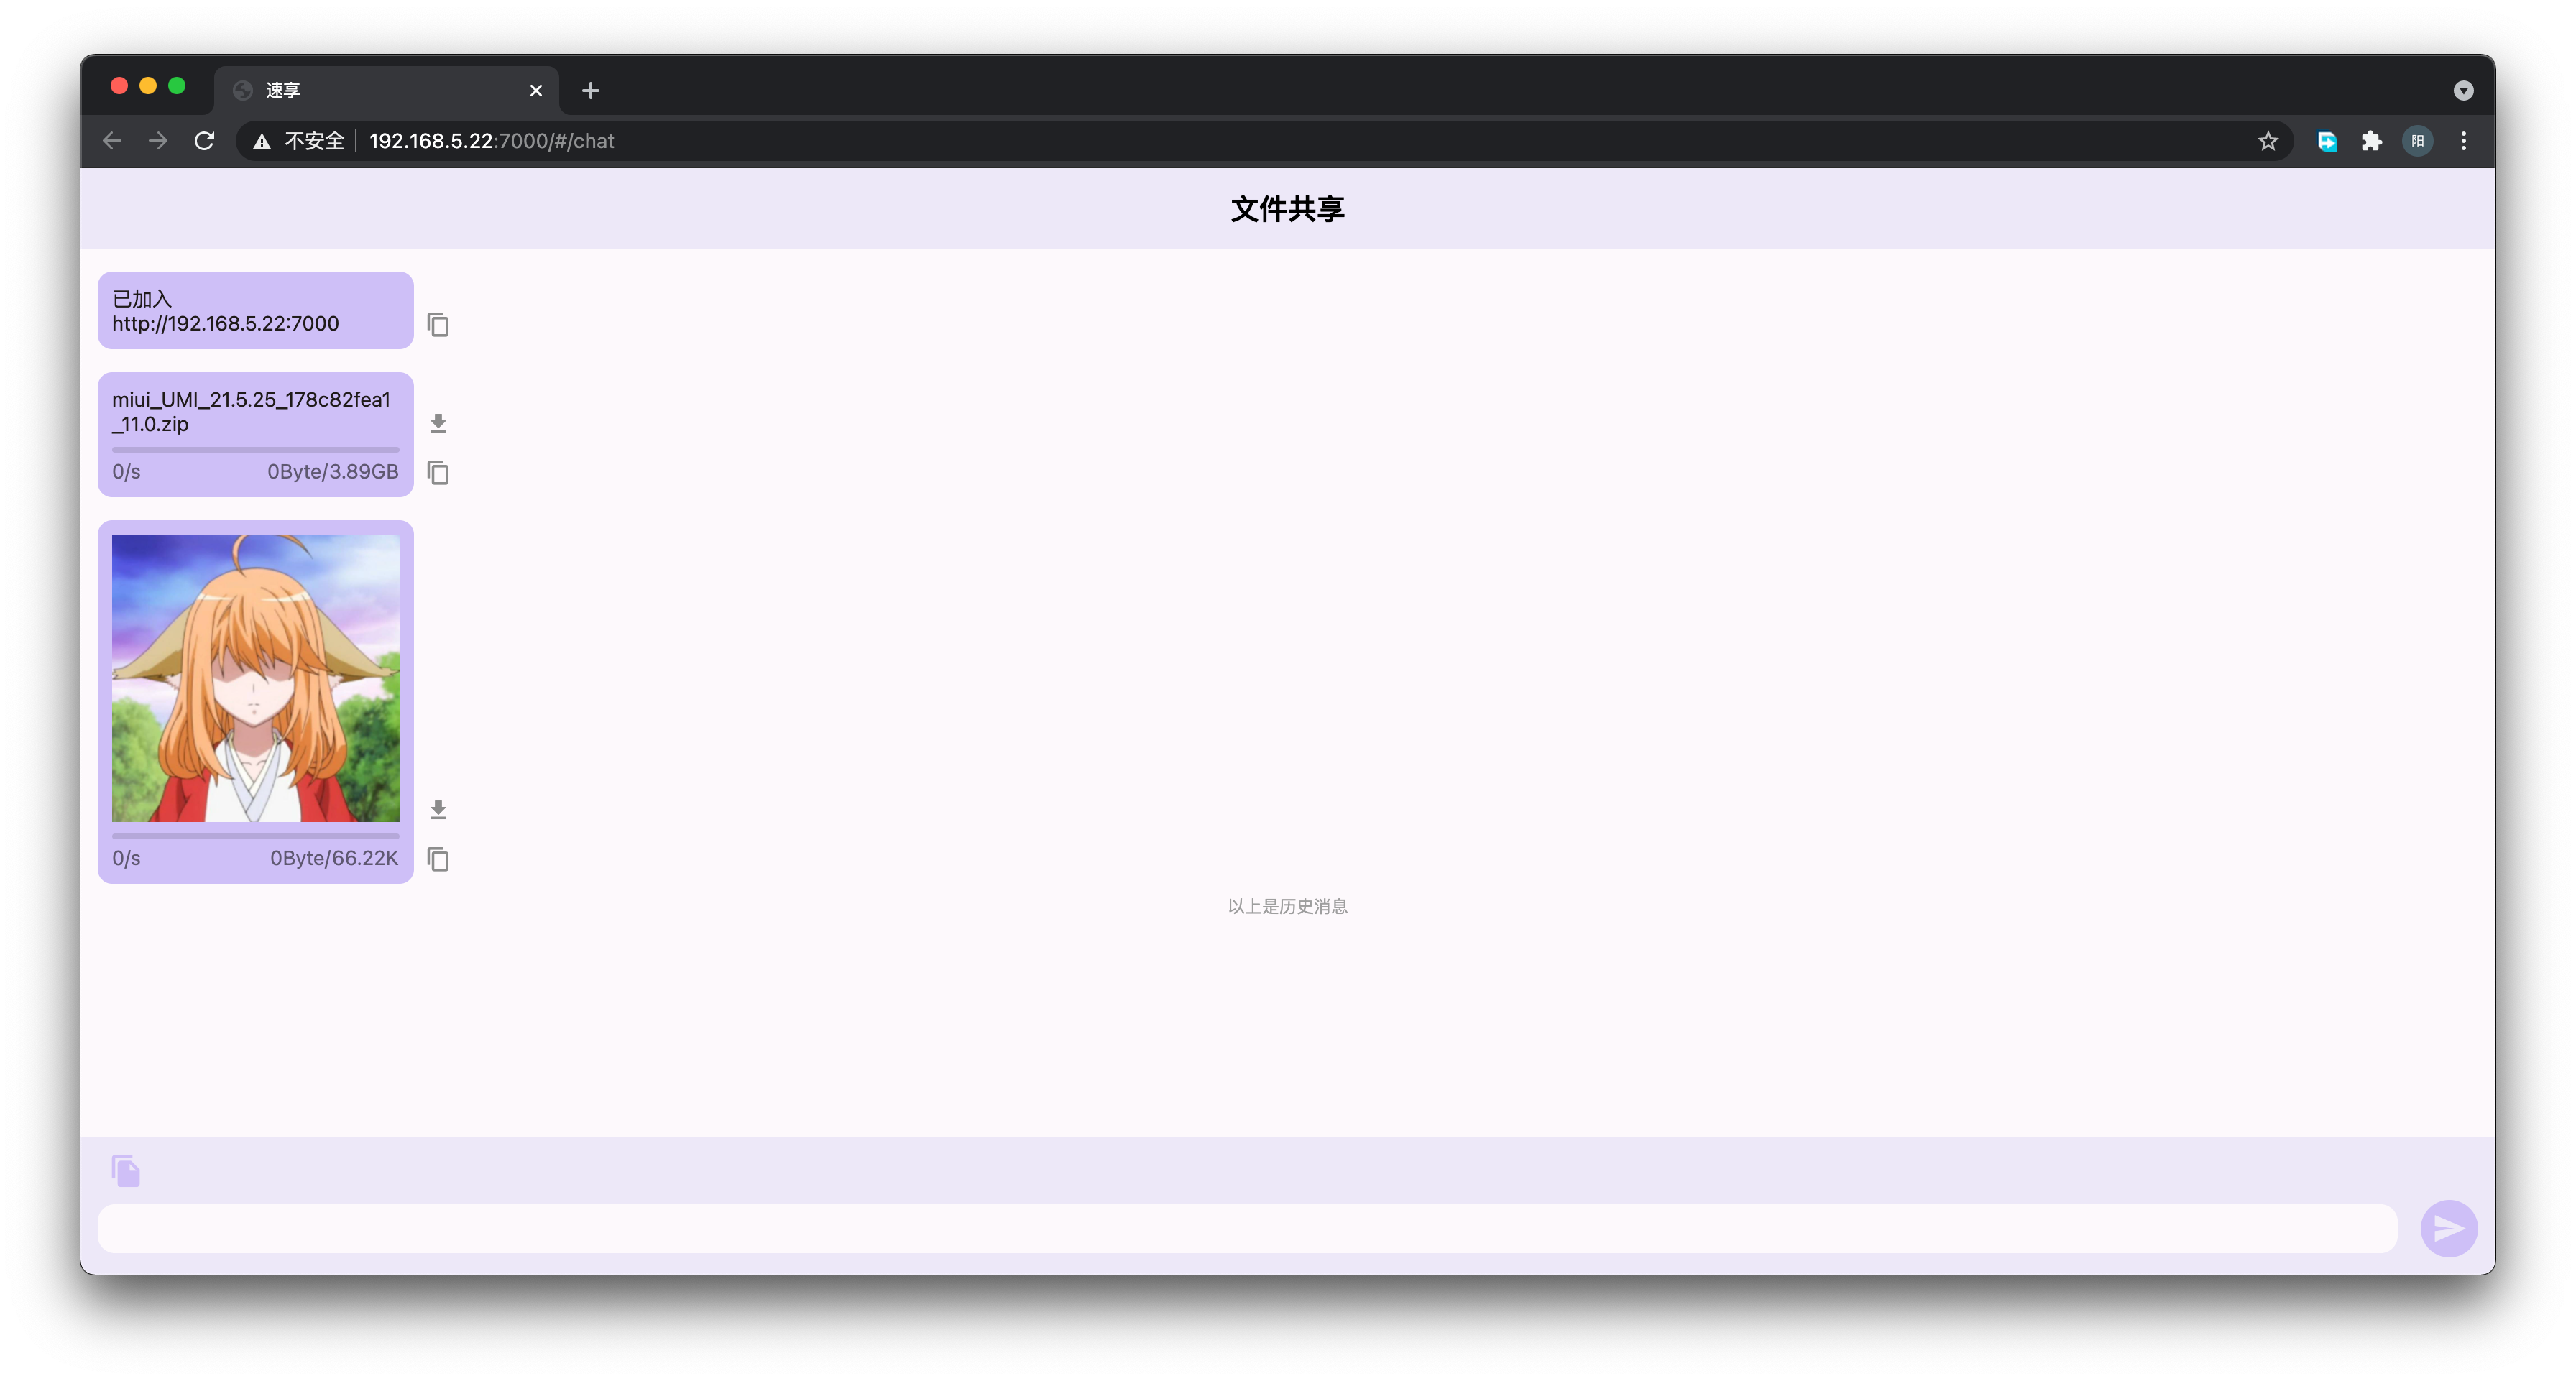 速享
不安全
192.168.5.22:7000/#/chat
阳
文件共享
已加入
http://192.168.5.22:7000
miui_UMI_21.5.25_178c82fea1
_11.0.zip
0/s 0Byte/3.89GB
0/s 0Byte/66.22K
以上是历史消息